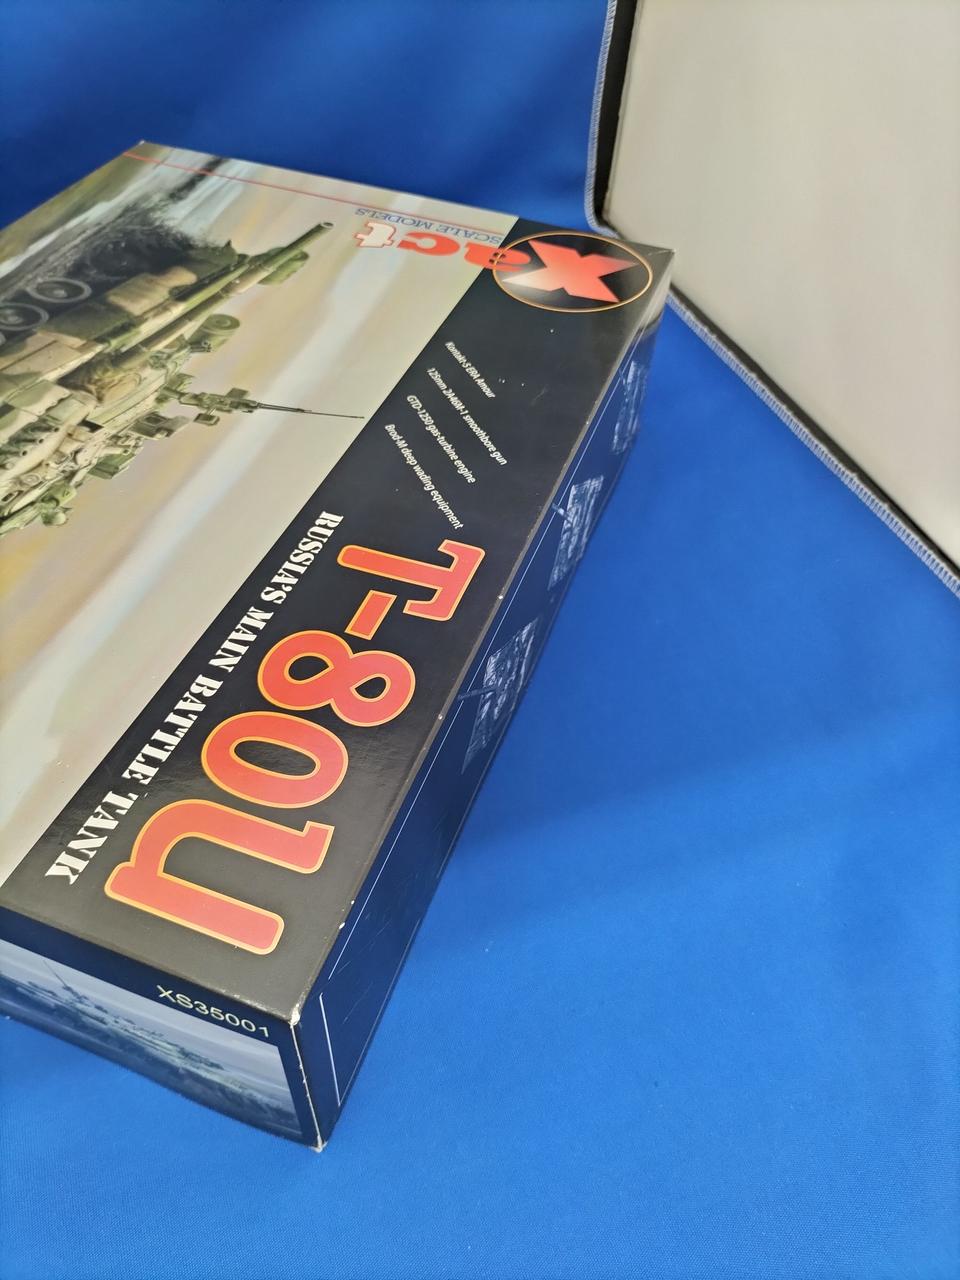 Xact
SCALE MODELS
Kontakt-5 ERA Amour
125mm 2A46M-1 smoothbore gun
GTD-1250 gas-turbine engine
Brod-M deep wading equipment
T-80U
RUSSIA'S MAIN BATTLE TANK
XS35001